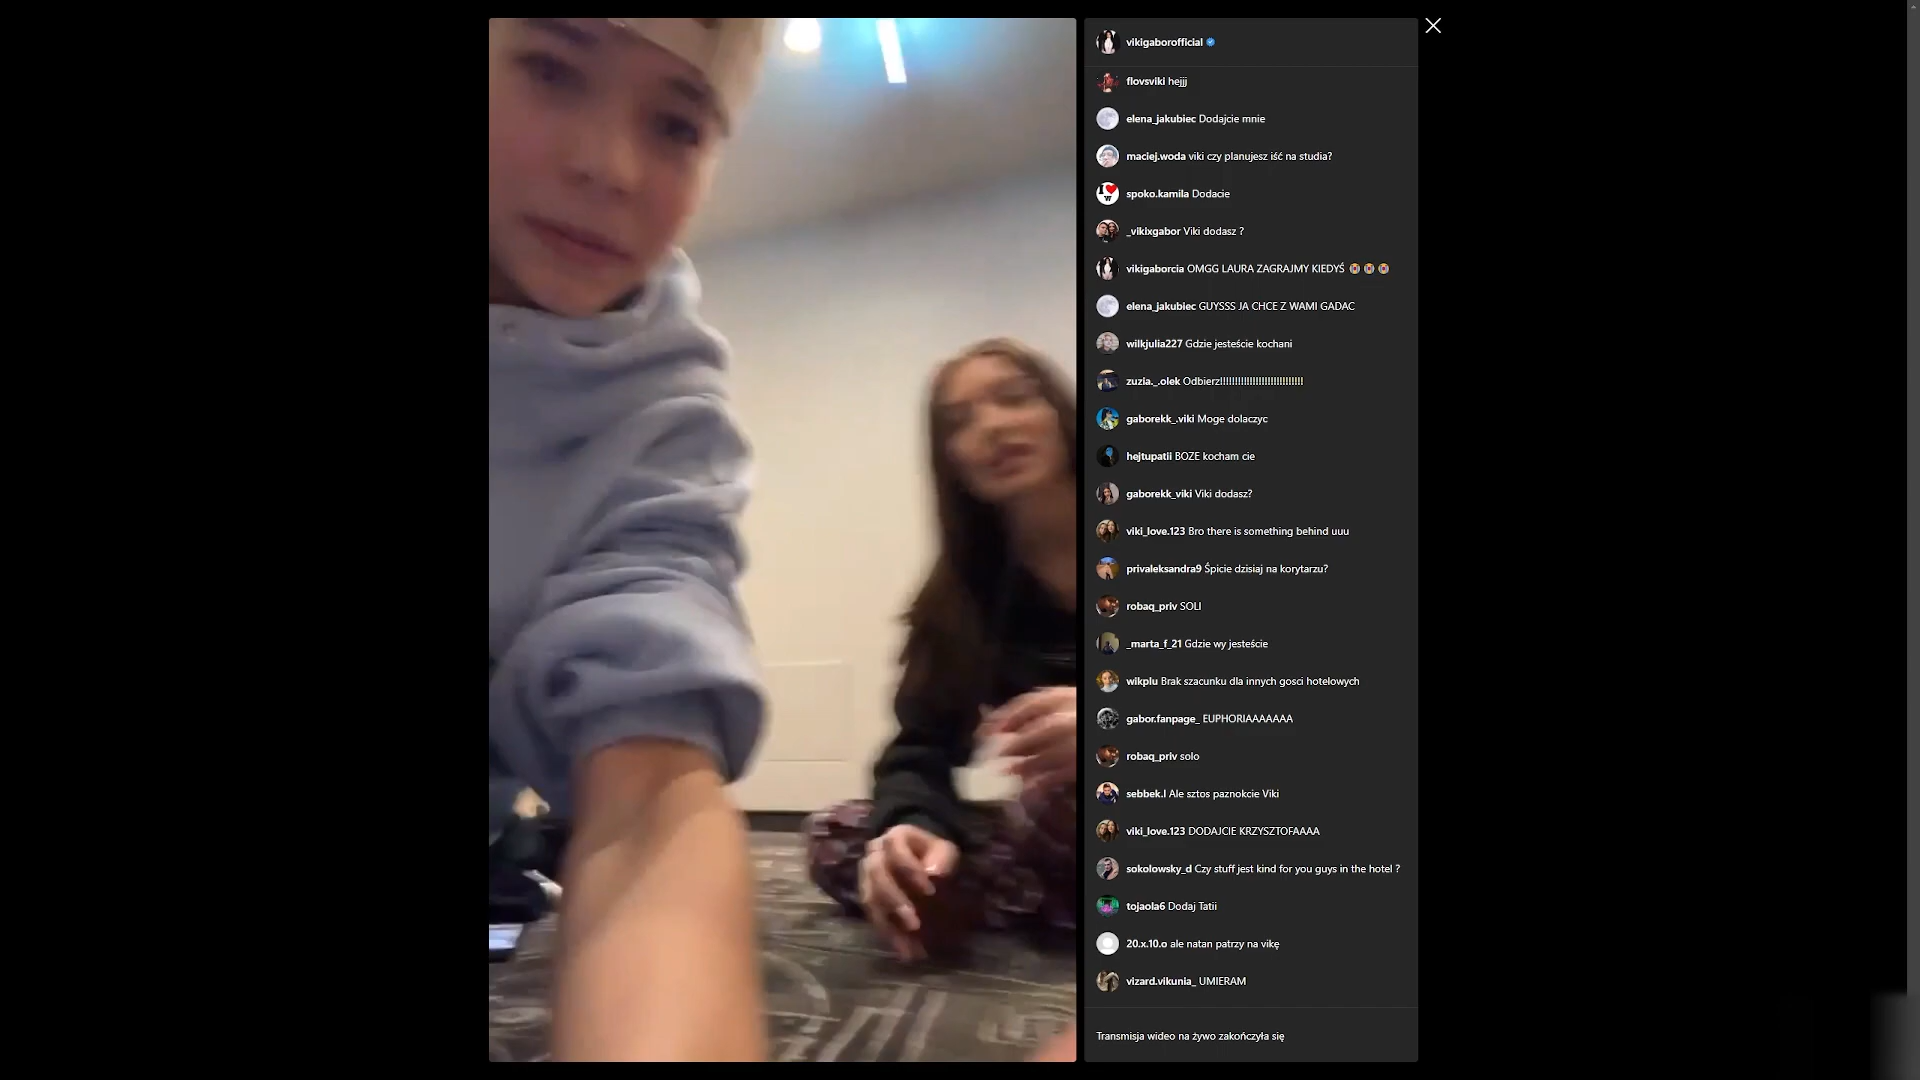 vikigaborofficial
flovsviki hejjj
elena_jakubiec Dodajcie mnie
maciej.woda viki czy planujesz iść na studia?
spoko.kamila Dodacie
_vikixgabor Viki dodasz ?
vikigaborcia OMGG LAURA ZAGRAJMY KIEDYŚ 😭😭😭
elena_jakubiec GUYSSS JA CHCE Z WAMI GADAC
wilkjulia227 Gdzie jesteście kochani
zuzia._.olek Odbierz!!!!!!!!!!!!!!!!!!!!!!!!!!!!
gaborekk_.viki Moge dolaczyc
hejtupatii BOZE kocham cie
gaborekk_viki Viki dodasz?
viki_love.123 Bro there is something behind uuu
privaleksandra9 Śpicie dzisiaj na korytarzu?
robaq_priv SOLI
_marta_f_21 Gdzie wy jesteście
wikplu Brak szacunku dla innych gosci hotelowych
gabor.fanpage_ EUPHORIAAAAAAA
robaq_priv solo
sebbek.l Ale sztos paznokcie Viki
viki_love.123 DODAJCIE KRZYSZTOFAAAA
sokolowsky_d Czy stuff jest kind for you guys in the hotel ?
tojaola6 Dodaj Tatii
20.x.10.o ale natan patrzy na vikę
vizard.vikunia_ UMIERAM
Transmisja wideo na żywo zakończyła się